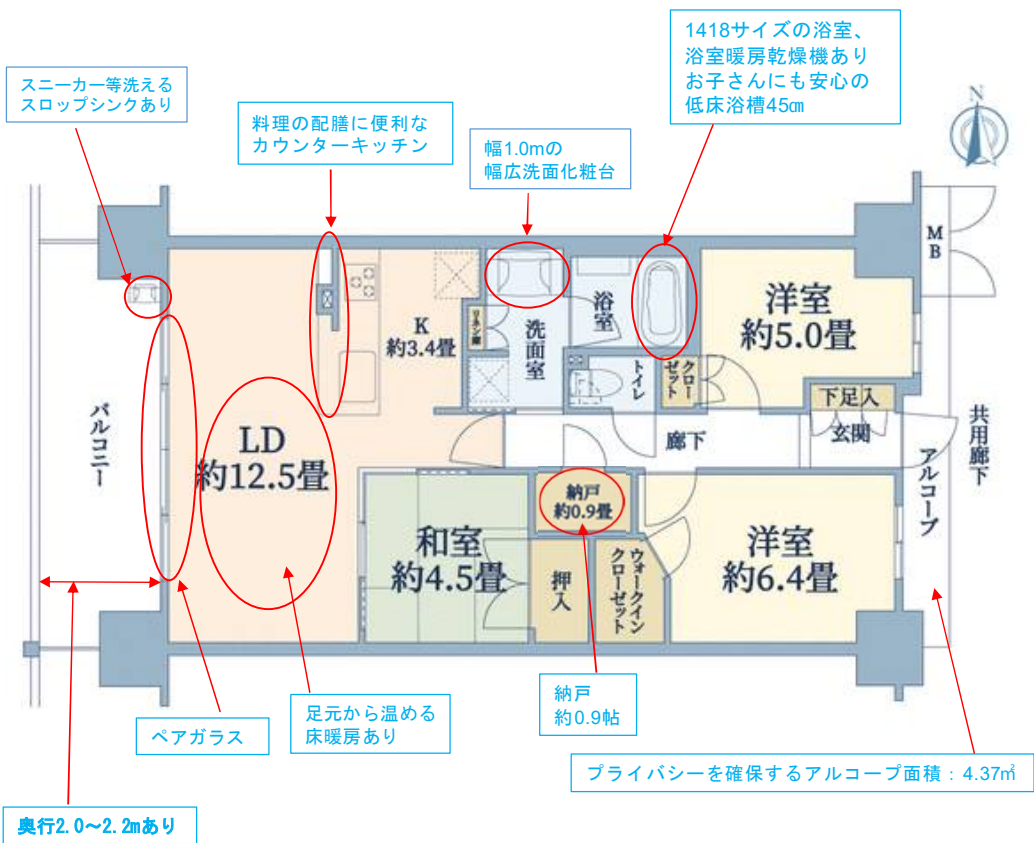 1418サイズの浴室、
浴室暖房乾燥機あり
お子さんにも安心の
低床浴槽45㎝
スニーカー等洗える
スロップシンクあり
料理の配膳に便利な
カウンターキッチン
幅1.0mの
幅広洗面化粧台
N
MB
K
約3.4畳
リネン庫
洗面室
浴室
洋室
約5.0畳
トイレ
クローゼット
下足入
玄関
廊下
バルコニー
LD
約12.5畳
共用廊下
アルコーブ
和室
約4.5畳
納戸
約0.9畳
押入
ウォークイン
クローゼット
洋室
約6.4畳
ペアガラス
足元から温める
床暖房あり
納戸
約0.9帖
プライバシーを確保するアルコープ面積：4.37㎡
奥行2.0～2.2mあり